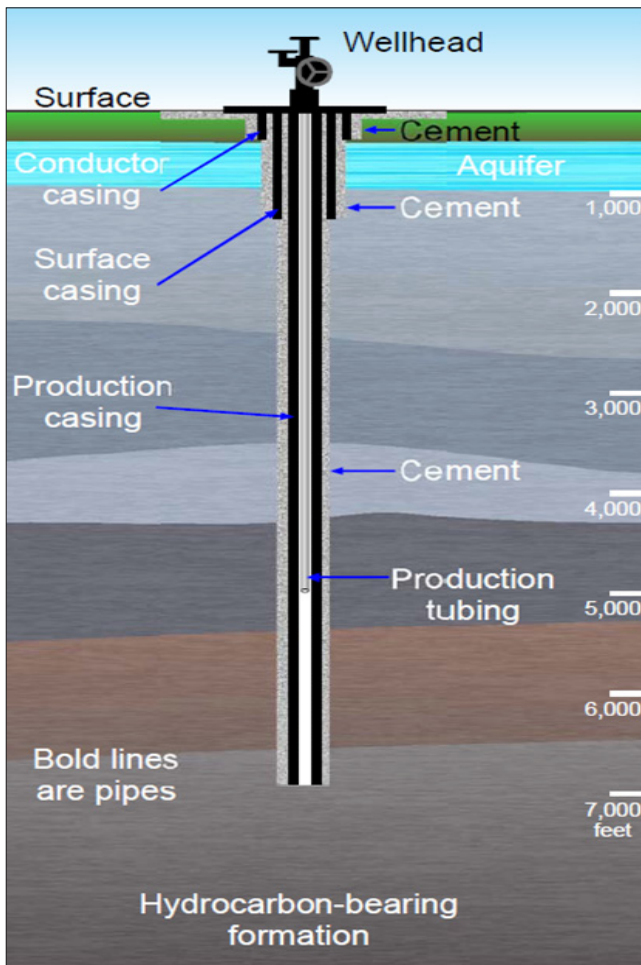 Wellhead
Surface
Cement
Conductor
casing
Aquifer
1,000
Cement
Surface
casing
2,000
Production
casing
3,000
Cement
4,000
Production
tubing
5,000
6,000
Bold lines
are pipes
7,000
feet
Hydrocarbon-bearing
formation